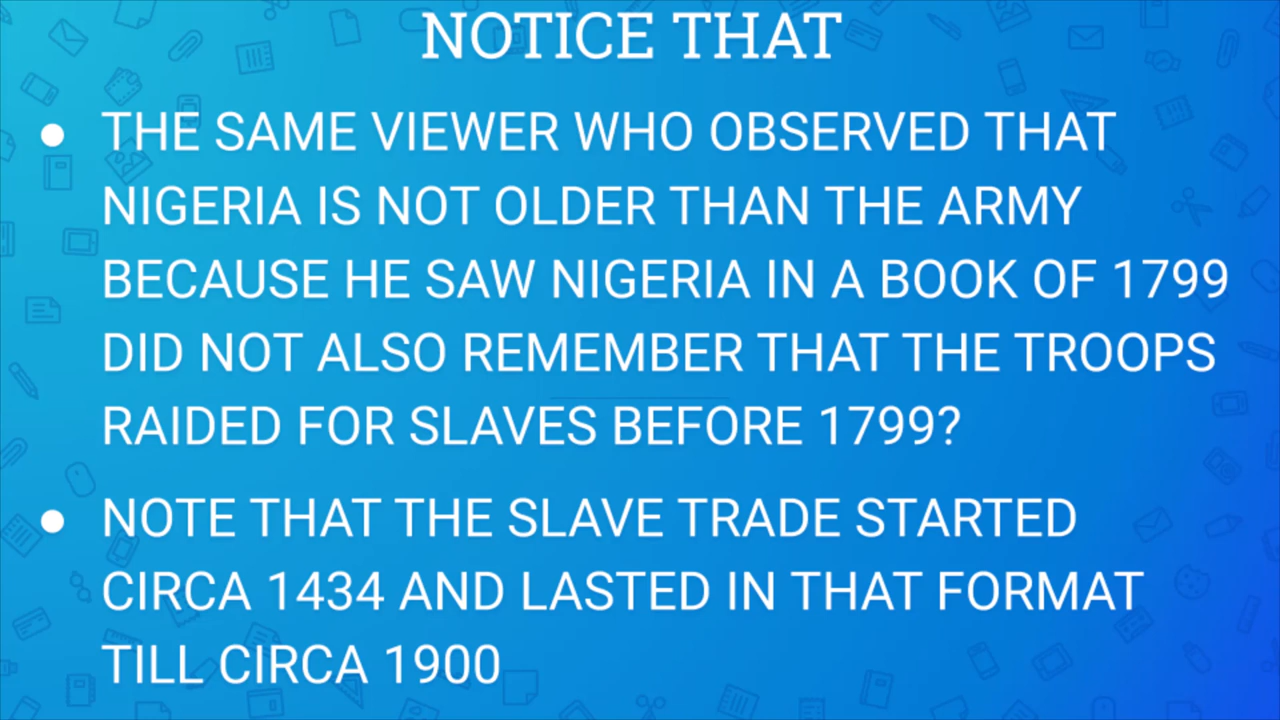 NOTICE THAT
● THE SAME VIEWER WHO OBSERVED THAT
NIGERIA IS NOT OLDER THAN THE ARMY
BECAUSE HE SAW NIGERIA IN A BOOK OF 1799
DID NOT ALSO REMEMBER THAT THE TROOPS
RAIDED FOR SLAVES BEFORE 1799?
● NOTE THAT THE SLAVE TRADE STARTED
CIRCA 1434 AND LASTED IN THAT FORMAT
TILL CIRCA 1900